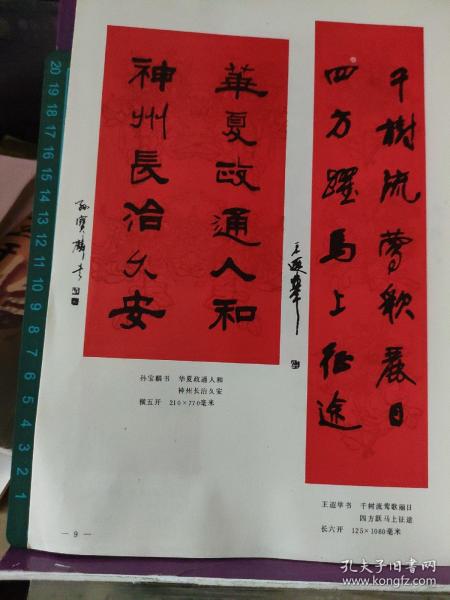 華夏政通人和
神州長治久安
孙宝麟书 华夏政通人和
神州长治久安
横五开 210×770毫米
千樹流鶯歌麗日
四方躍馬上征途
王遐举
王遐举书 千树流莺歌丽日
四方跃马上征途
长六开 125×1080毫米
20 19 18 17 16 15 14 13 12 11 10 9 8 7 6 5 4 3 2 1
— 9 —
孔夫子旧书网
www.kongfz.com